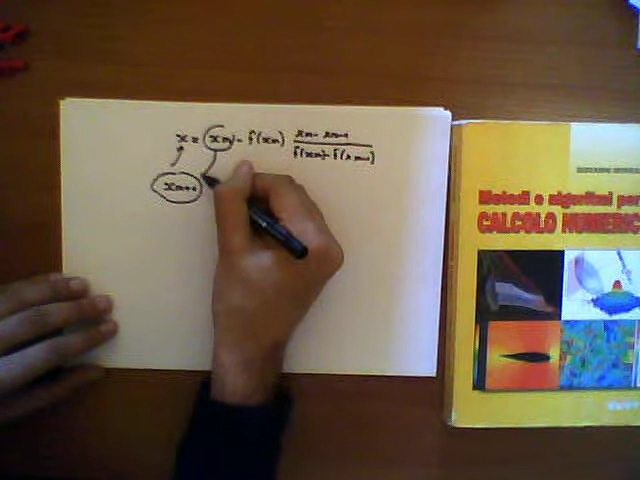 x = xn - f(xn) xn - xn-1
f(xn) - f(xn-1)
xn+1
Metodi e algoritmi per
CALCOLO NUMERIC